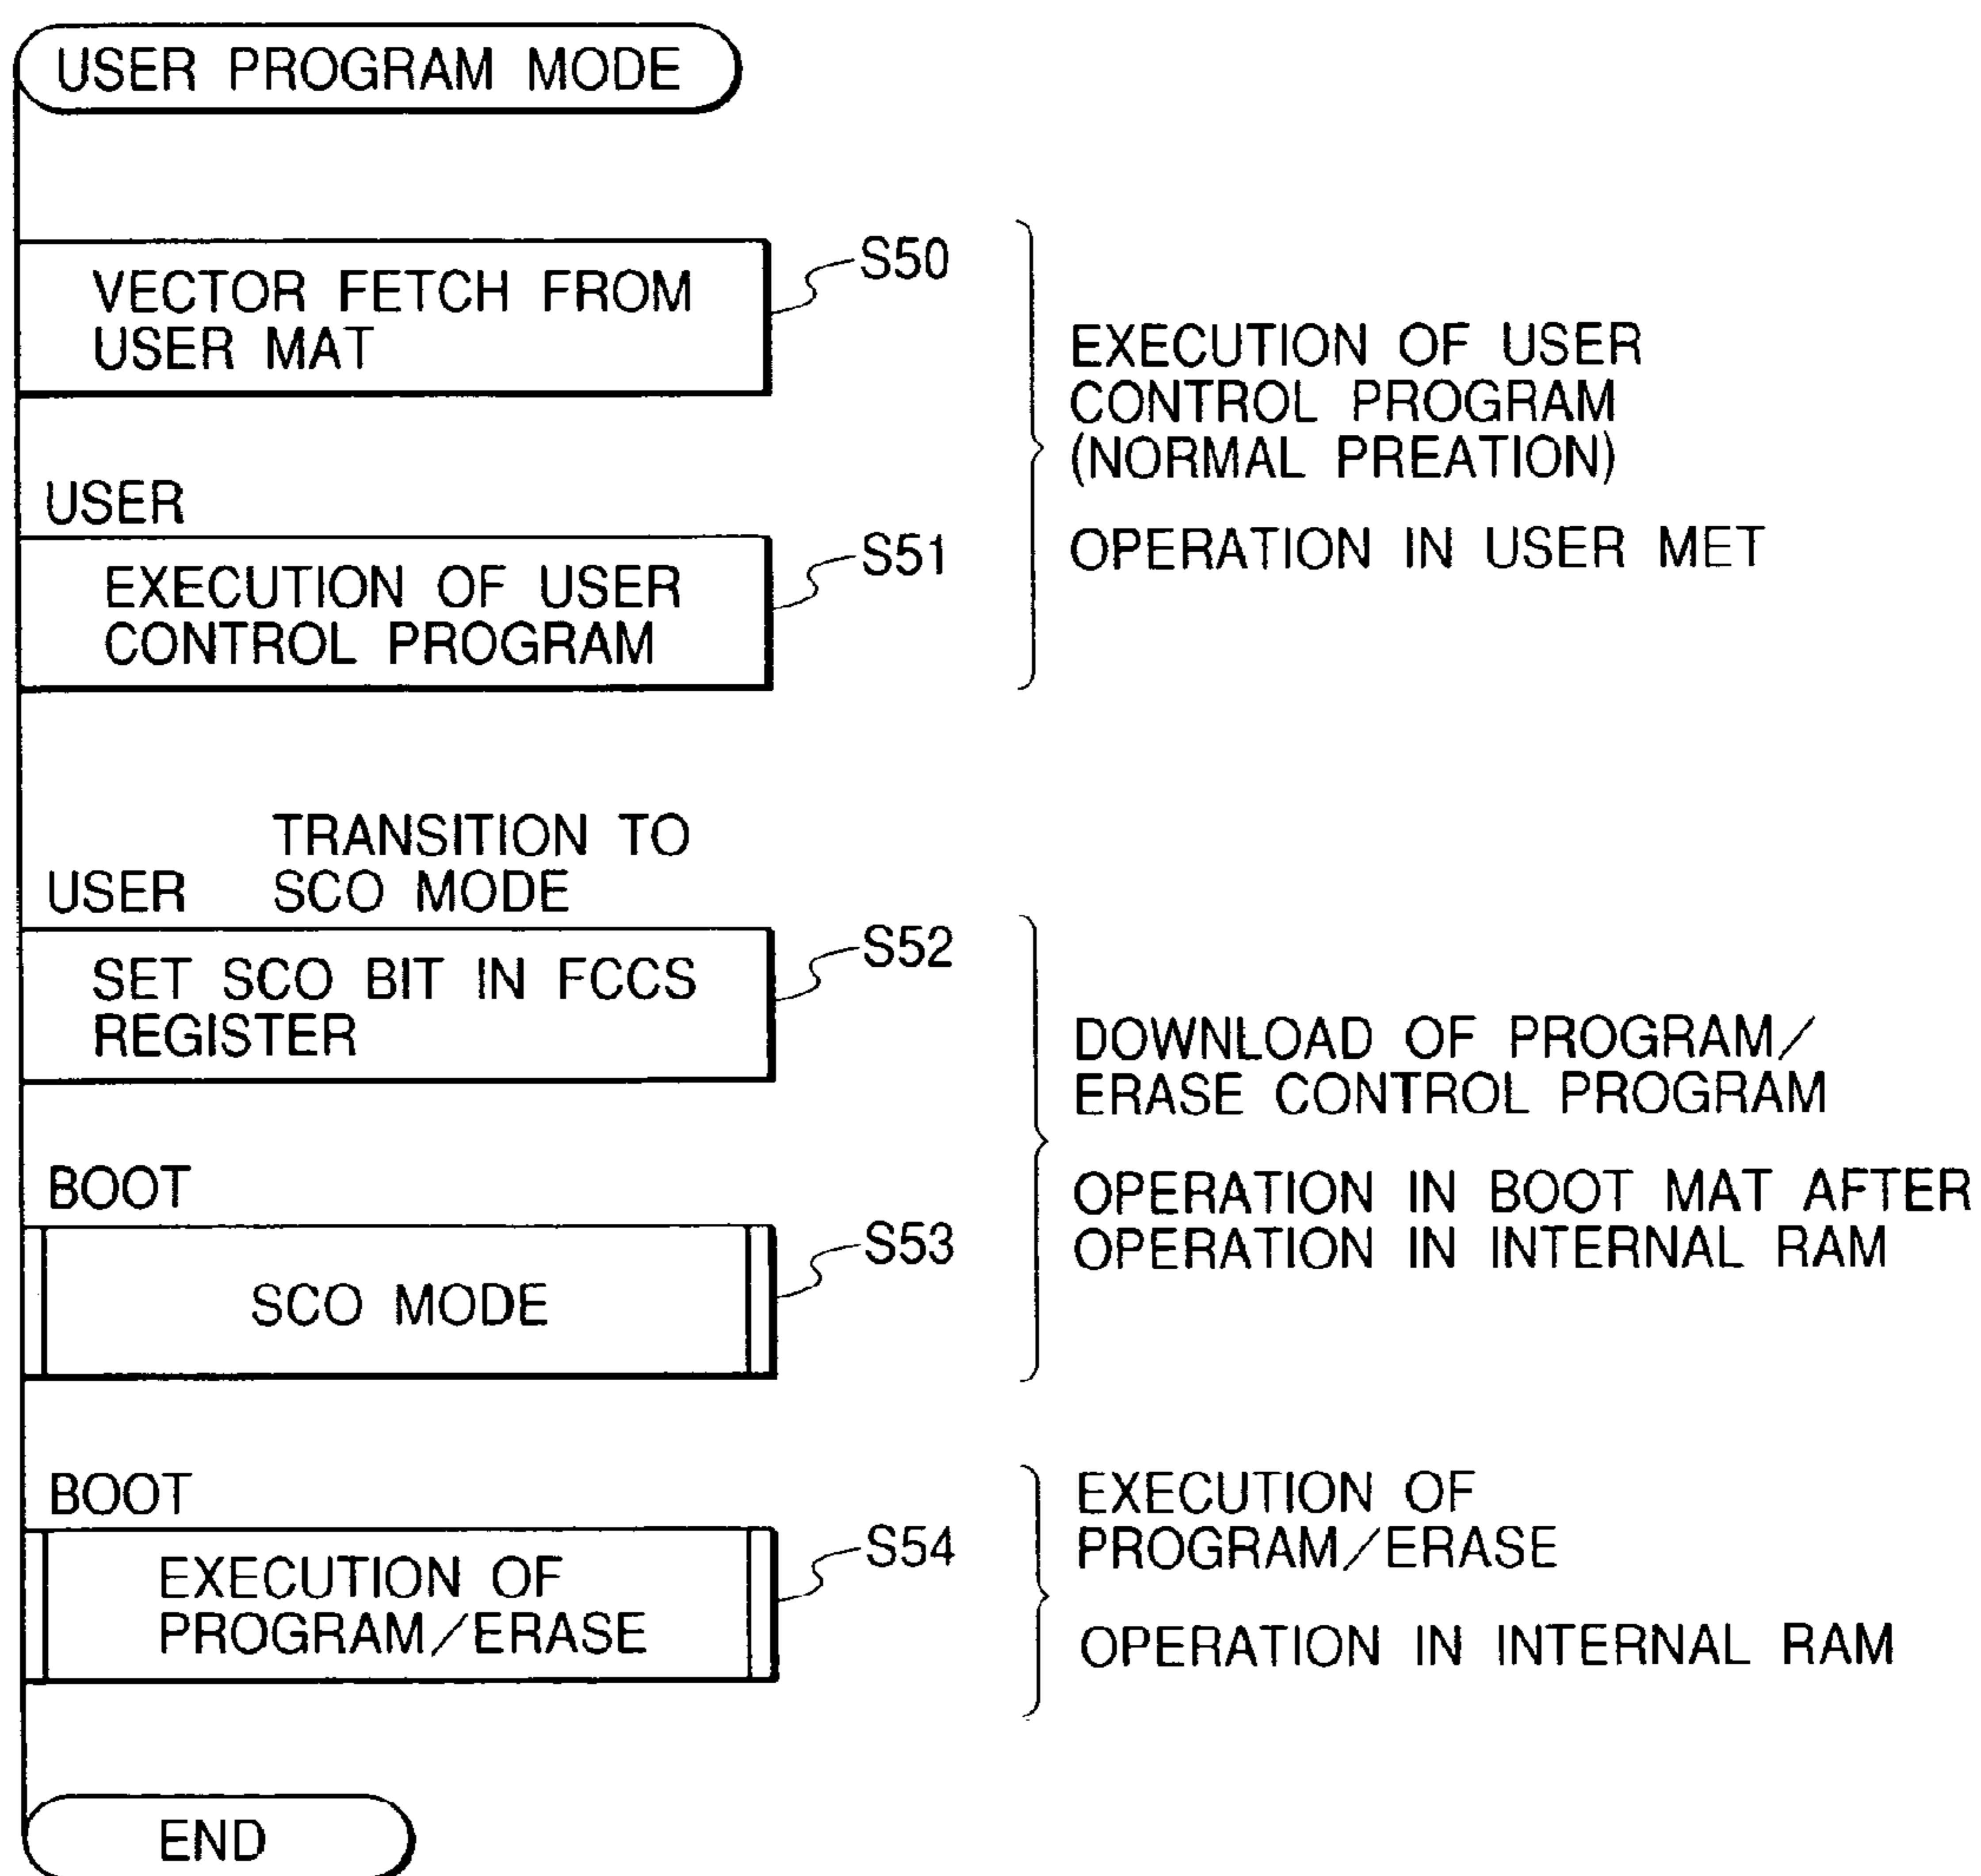 USER PROGRAM MODE
VECTOR FETCH FROM
USER MAT
S50
EXECUTION OF USER
CONTROL PROGRAM
(NORMAL PREATION)
OPERATION IN USER MET
USER
EXECUTION OF USER
CONTROL PROGRAM
S51
TRANSITION TO
USER SCO MODE
SET SCO BIT IN FCCS
REGISTER
S52
DOWNLOAD OF PROGRAM/
ERASE CONTROL PROGRAM
OPERATION IN BOOT MAT AFTER
OPERATION IN INTERNAL RAM
BOOT
SCO MODE
S53
BOOT
EXECUTION OF
PROGRAM/ERASE
S54
EXECUTION OF
PROGRAM/ERASE
OPERATION IN INTERNAL RAM
END